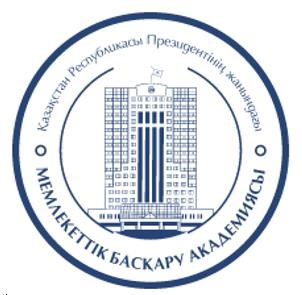 Қазақстан Республикасы Президентінің жанындағы
МЕМЛЕКЕТТІК БАСҚАРУ АКАДЕМИЯСЫ